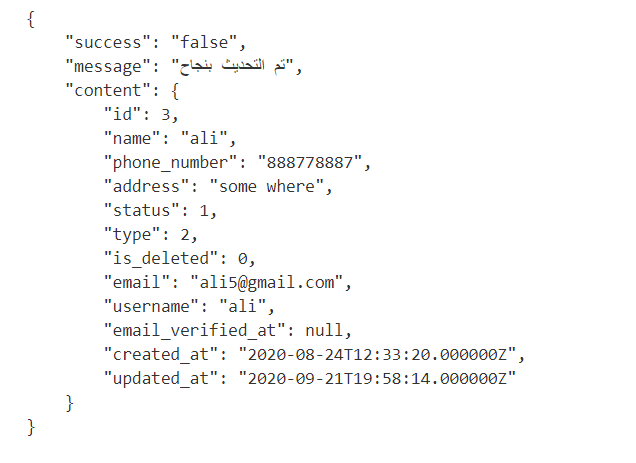 {
    "success": "false",
    "message": "تم التحديث بنجاح",
    "content": {
        "id": 3,
        "name": "ali",
        "phone_number": "888778887",
        "address": "some where",
        "status": 1,
        "type": 2,
        "is_deleted": 0,
        "email": "ali5@gmail.com",
        "username": "ali",
        "email_verified_at": null,
        "created_at": "2020-08-24T12:33:20.000000Z",
        "updated_at": "2020-09-21T19:58:14.000000Z"
    }
}